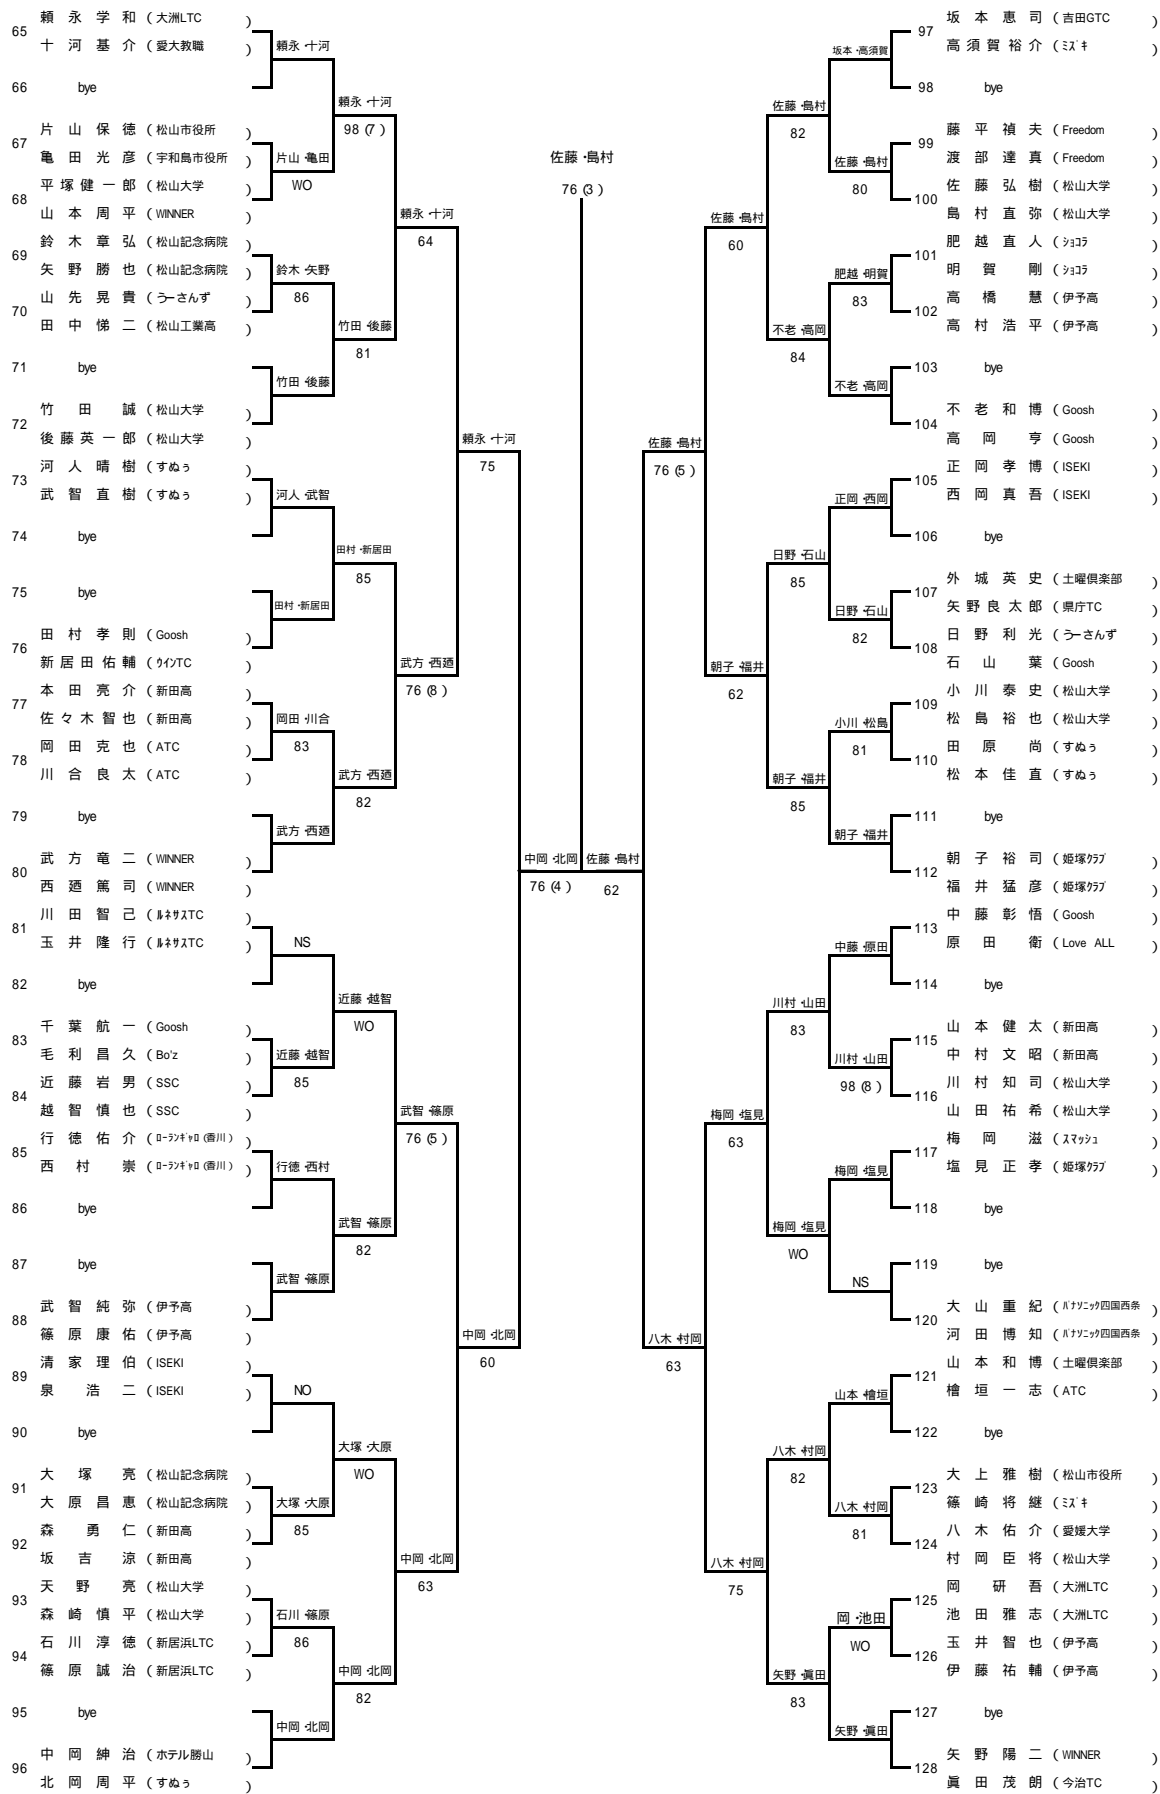 65 頼永学和（大洲LTC）
十河基介（愛大教職）
66 bye
67 片山保徳（松山市役所）
亀田光彦（宇和島市役所）
68 平塚健一郎（松山大学）
山本周平（WINNER）
69 鈴木章弘（松山記念病院）
矢野勝也（松山記念病院）
70 山先晃貴（うーさんず）
田中悌二（松山工業高）
71 bye
72 竹田誠（松山大学）
後藤英一郎（松山大学）
73 河人晴樹（すぬぅ）
武智直樹（すぬぅ）
74 bye
75 bye
76 田村孝則（Goosh）
新居田佑輔（ウインTC）
77 本田亮介（新田高）
佐々木智也（新田高）
78 岡田克也（ATC）
川合良太（ATC）
79 bye
80 武方竜二（WINNER）
西廼篤司（WINNER）
81 川田智己（ルネサスTC）
玉井隆行（ルネサスTC）
82 bye
83 千葉航一（Goosh）
毛利昌久（Bo'z）
84 近藤岩男（SSC）
越智慎也（SSC）
85 行徳佑介（ローランギャロ（香川））
西村崇（ローランギャロ（香川））
86 bye
87 bye
88 武智純弥（伊予高）
篠原康佑（伊予高）
89 清家理伯（ISEKI）
泉浩二（ISEKI）
90 bye
91 大塚亮（松山記念病院）
大原昌恵（松山記念病院）
92 森勇仁（新田高）
坂吉涼（新田高）
93 天野亮（松山大学）
森崎慎平（松山大学）
94 石川淳徳（新居浜LTC）
篠原誠治（新居浜LTC）
95 bye
96 中岡紳治（ホテル勝山）
北岡周平（すぬぅ）
頼永・十河
片山・亀田
WO
鈴木・矢野
86
竹田・後藤
河人・武智
田村・新居田
岡田・川合
83
武方・西廼
NS
近藤・越智
85
行徳・西村
武智・篠原
NO
大塚・大原
85
石川・篠原
86
中岡・北岡
頼永・十河
98（7）
竹田・後藤
81
田村・新居田
85
武方・西廼
82
近藤・越智
WO
武智・篠原
82
大塚・大原
WO
中岡・北岡
82
頼永・十河
64
武方・西廼
76（8）
武智・篠原
76（5）
中岡・北岡
63
頼永・十河
75
中岡・北岡
60
中岡・北岡
76（4）
佐藤・島村
76（3）
佐藤・島村
62
佐藤・島村
76（5）
八木・村岡
63
佐藤・島村
60
朝子・福井
62
梅岡・塩見
63
八木・村岡
75
佐藤・島村
82
不老・高岡
84
日野・石山
85
朝子・福井
85
川村・山田
83
梅岡・塩見
WO
八木・村岡
82
矢野・眞田
83
坂本・高須賀
佐藤・島村
80
肥越・明賀
83
不老・高岡
正岡・西岡
日野・石山
82
小川・松島
81
朝子・福井
中藤・原田
川村・山田
98（8）
梅岡・塩見
NS
山本・檜垣
八木・村岡
81
岡・池田
WO
矢野・眞田
97 坂本恵司（吉田GTC）
高須賀裕介（ミズキ）
98 bye
99 藤平禎夫（Freedom）
渡部達真（Freedom）
100 佐藤弘樹（松山大学）
島村直弥（松山大学）
101 肥越直人（ショコラ）
明賀剛（ショコラ）
102 高橋慧（伊予高）
高村浩平（伊予高）
103 bye
104 不老和博（Goosh）
高岡亨（Goosh）
105 正岡孝博（ISEKI）
西岡真吾（ISEKI）
106 bye
107 外城英史（土曜倶楽部）
矢野良太郎（県庁TC）
108 日野利光（うーさんず）
石山葉（Goosh）
109 小川泰史（松山大学）
松島裕也（松山大学）
110 田原尚（すぬぅ）
松本佳直（すぬぅ）
111 bye
112 朝子裕司（姫塚クラブ）
福井猛彦（姫塚クラブ）
113 中藤彰悟（Goosh）
原田衛（Love ALL）
114 bye
115 山本健太（新田高）
中村文昭（新田高）
116 川村知司（松山大学）
山田祐希（松山大学）
117 梅岡滋（スマッシュ）
塩見正孝（姫塚クラブ）
118 bye
119 bye
120 大山重紀（パナソニック四国西条）
河田博知（パナソニック四国西条）
121 山本和博（土曜倶楽部）
檜垣一志（ATC）
122 bye
123 大上雅樹（松山市役所）
篠崎将継（ミズキ）
124 八木佑介（愛媛大学）
村岡臣将（松山大学）
125 岡研吾（大洲LTC）
池田雅志（大洲LTC）
126 玉井智也（伊予高）
伊藤祐輔（伊予高）
127 bye
128 矢野陽二（WINNER）
眞田茂朗（今治TC）